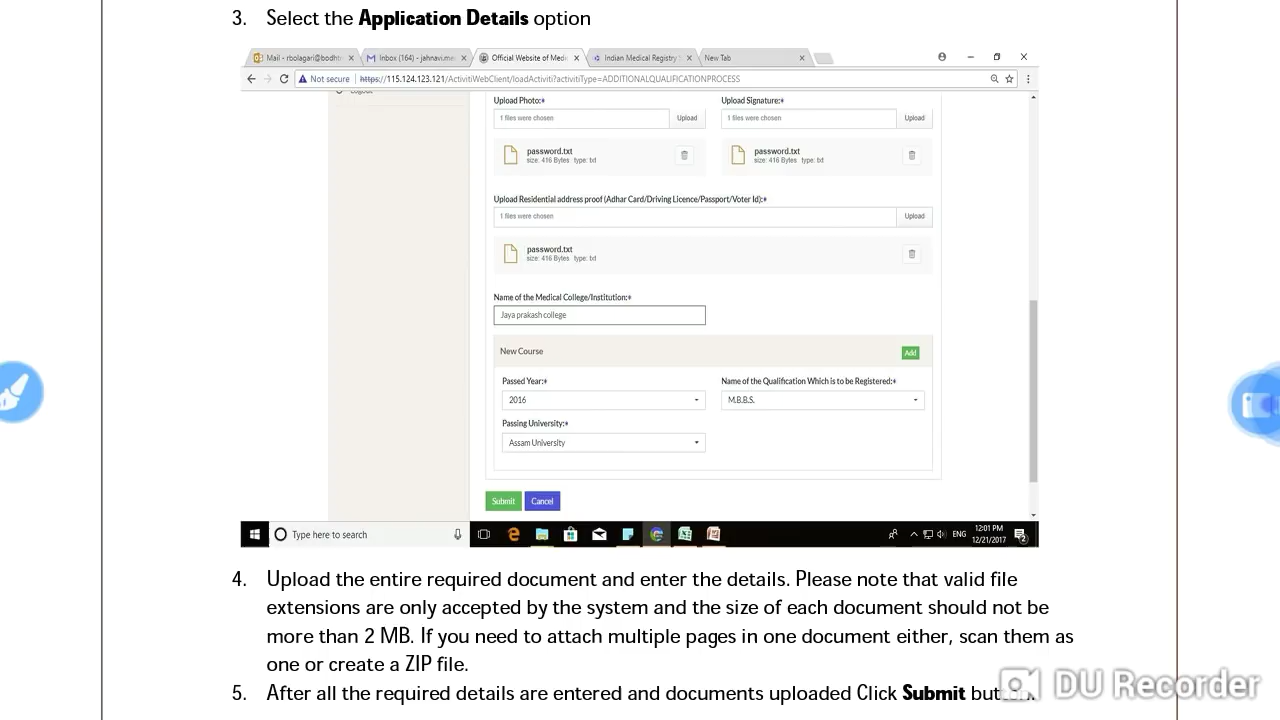 3. Select the Application Details option
Mail - rbolagari@bodht
Inbox (164) - jahnavi.me
Official Website of Medi
Indian Medical Registry S
New Tab
Not secure https://115.124.123.121/ActivitiWebClient/loadActiviti?activitiType=ADDITIONALQUALIFICATIONPROCESS
Logout
Upload Photo:* Upload Signature:*
1 files were chosen Upload 1 files were chosen Upload
password.txt password.txt
size: 416 Bytes type: txt size: 416 Bytes type: txt
Upload Residential address proof (Adhar Card/Driving Licence/Passport/Voter Id):*
1 files were chosen Upload
password.txt
size: 416 Bytes type: txt
Name of the Medical College/Institution:*
Jaya prakash college
New Course Add
Passed Year:* Name of the Qualification Which is to be Registered:*
2016 M.B.B.S.
Passing University:*
Assam University
Submit Cancel
Type here to search ENG 12:01 PM
12/21/2017 2
4. Upload the entire required document and enter the details. Please note that valid file
extensions are only accepted by the system and the size of each document should not be
more than 2 MB. If you need to attach multiple pages in one document either, scan them as
one or create a ZIP file.
5. After all the required details are entered and documents uploaded Click Submit button.
DU Recorder